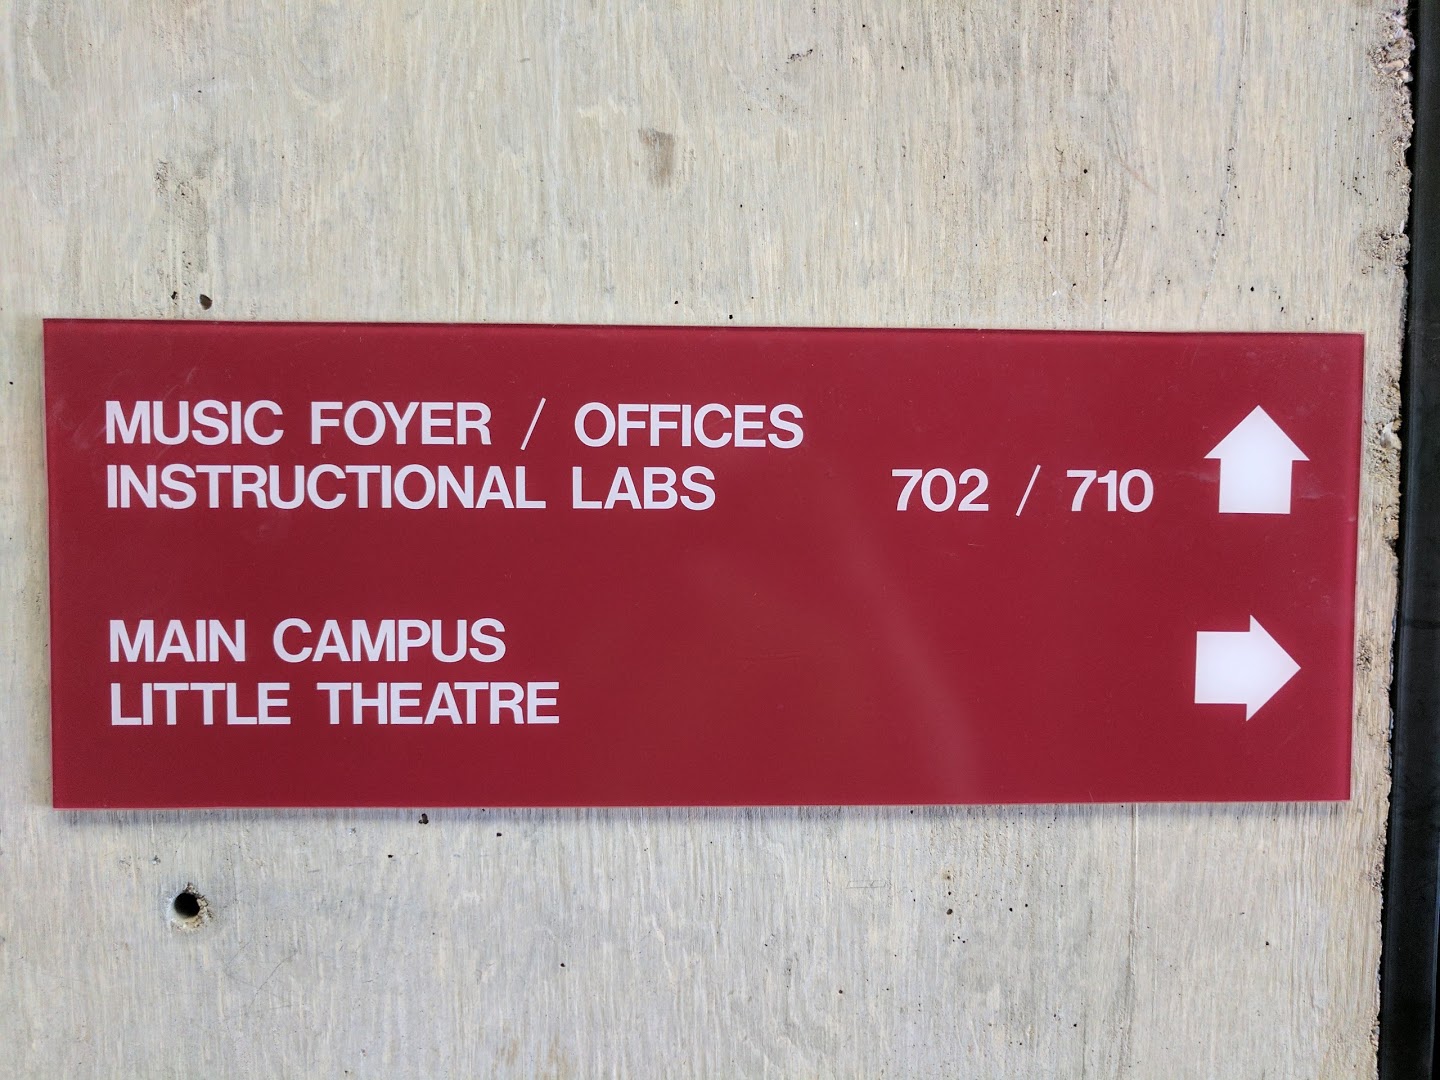 MUSIC FOYER / OFFICES
INSTRUCTIONAL LABS 702 / 710
MAIN CAMPUS
LITTLE THEATRE